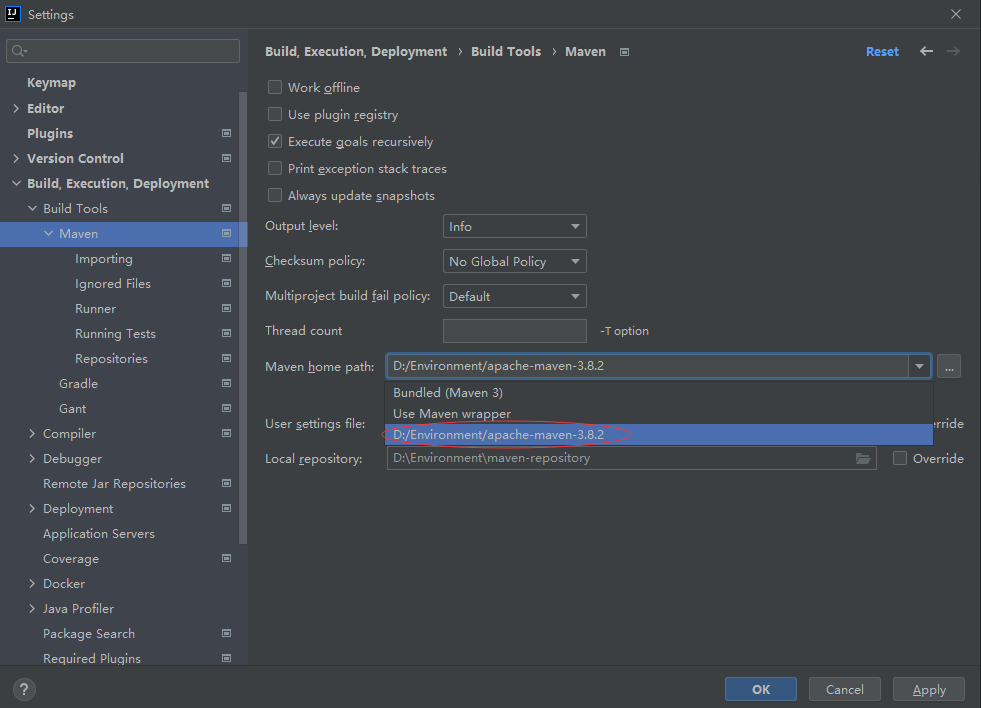 Settings
Keymap
Editor
Plugins
Version Control
Build, Execution, Deployment
Build Tools
Maven
Importing
Ignored Files
Runner
Running Tests
Repositories
Gradle
Gant
Compiler
Debugger
Remote Jar Repositories
Deployment
Application Servers
Coverage
Docker
Java Profiler
Package Search
Required Plugins
Build, Execution, Deployment › Build Tools › Maven
Reset
Work offline
Use plugin registry
Execute goals recursively
Print exception stack traces
Always update snapshots
Output level: Info
Checksum policy: No Global Policy
Multiproject build fail policy: Default
Thread count -T option
Maven home path: D:/Environment/apache-maven-3.8.2 ...
Bundled (Maven 3)
Use Maven wrapper
User settings file: erride
D:/Environment/apache-maven-3.8.2
Local repository: D:\Environment\maven-repository Override
? OK Cancel Apply